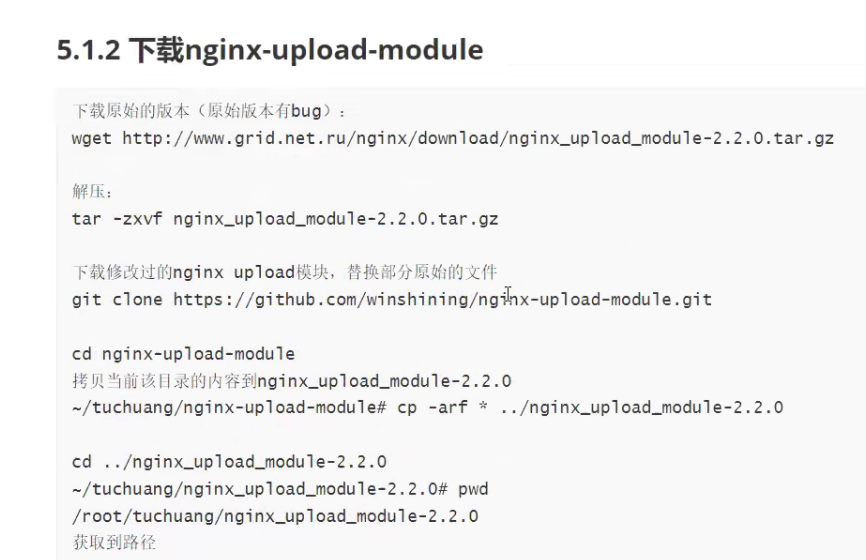 5.1.2 下载nginx-upload-module
下载原始的版本（原始版本有bug）：
wget http://www.grid.net.ru/nginx/download/nginx_upload_module-2.2.0.tar.gz
解压：
tar -zxvf nginx_upload_module-2.2.0.tar.gz
下载修改过的nginx upload模块，替换部分原始的文件
git clone https://github.com/winshining/nginx-upload-module.git
cd nginx-upload-module
拷贝当前该目录的内容到nginx_upload_module-2.2.0
~/tuchuang/nginx-upload-module# cp -arf * ../nginx_upload_module-2.2.0
cd ../nginx_upload_module-2.2.0
~/tuchuang/nginx_upload_module-2.2.0# pwd
/root/tuchuang/nginx_upload_module-2.2.0
获取到路径